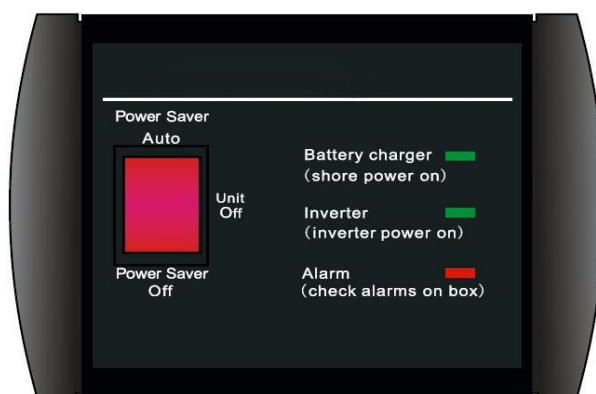 Power Saver
Auto
Unit
Off
Power Saver
Off
Battery charger
(shore power on)
Inverter
(inverter power on)
Alarm
(check alarms on box)